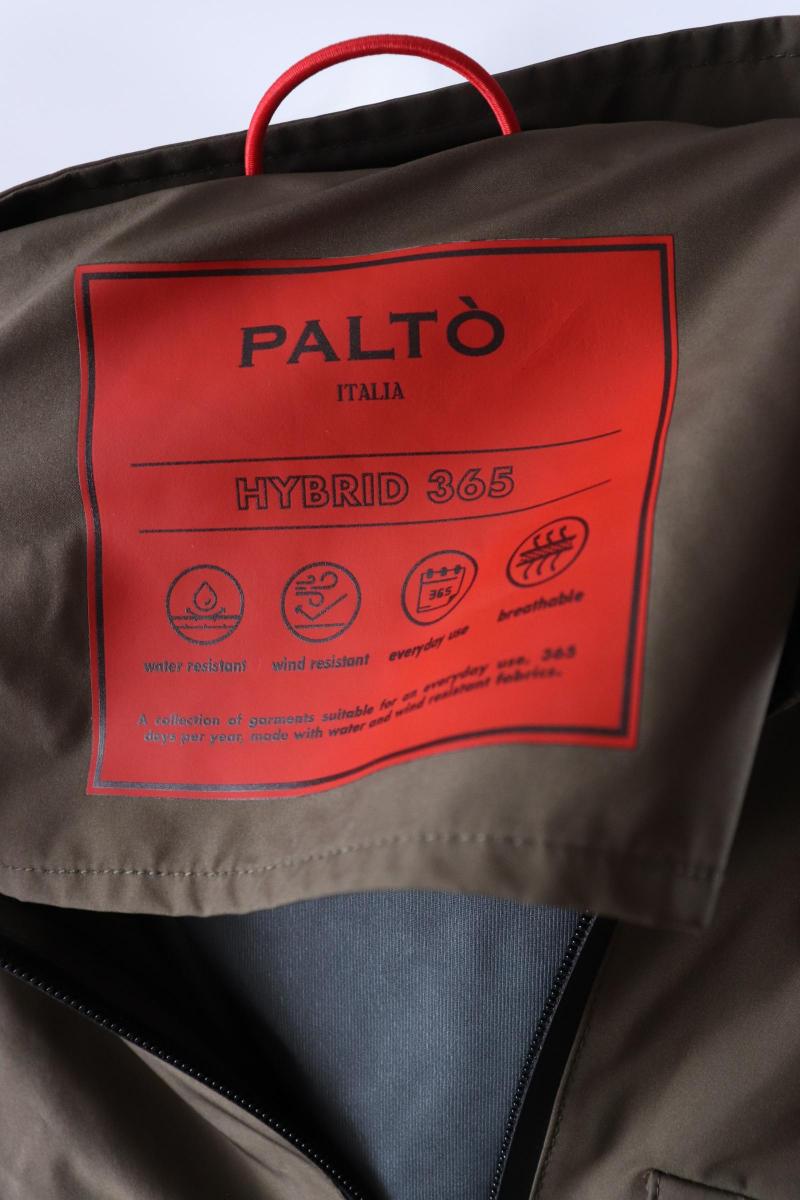 PALTÒ
ITALIA
HYBRID 365
365
water resistant
wind resistant
everyday use
breathable
A collection of garments suitable for an everyday use, 365
days per year, made with water and wind resistant fabrics.